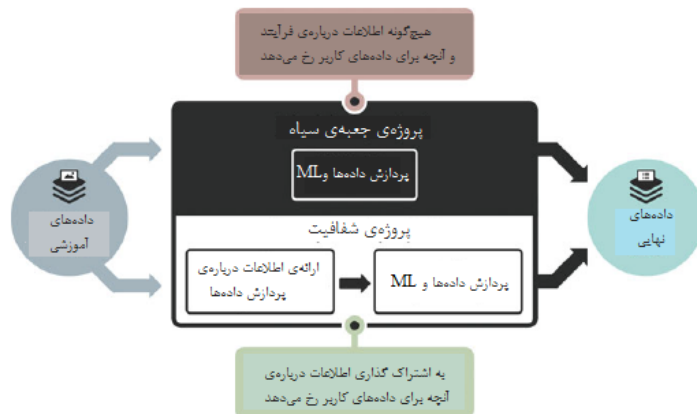 هیچ‌گونه اطلاعات درباره‌ی فرآیند
و آنچه برای داده‌های کاربر رخ می‌دهد
پروژه‌ی جعبه‌ی سیاه
پردازش داده‌ها وML
داده‌های
آموزشی
داده‌های
نهایی
پروژه‌ی شفافیت
ارائه‌ی اطلاعات درباره‌ی
پردازش داده‌ها
پردازش داده‌ها و ML
به اشتراک گذاری اطلاعات درباره‌ی
آنچه برای داده‌های کاربر رخ می‌دهد